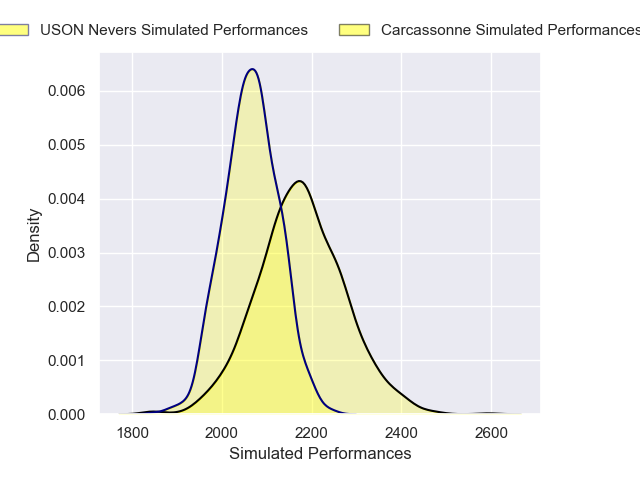 USON Nevers Simulated Performances Carcassonne Simulated Performances
0.006
0.005
0.004
0.003
0.002
0.001
0.000
Density
1800 2000 2200 2400 2600
Simulated Performances